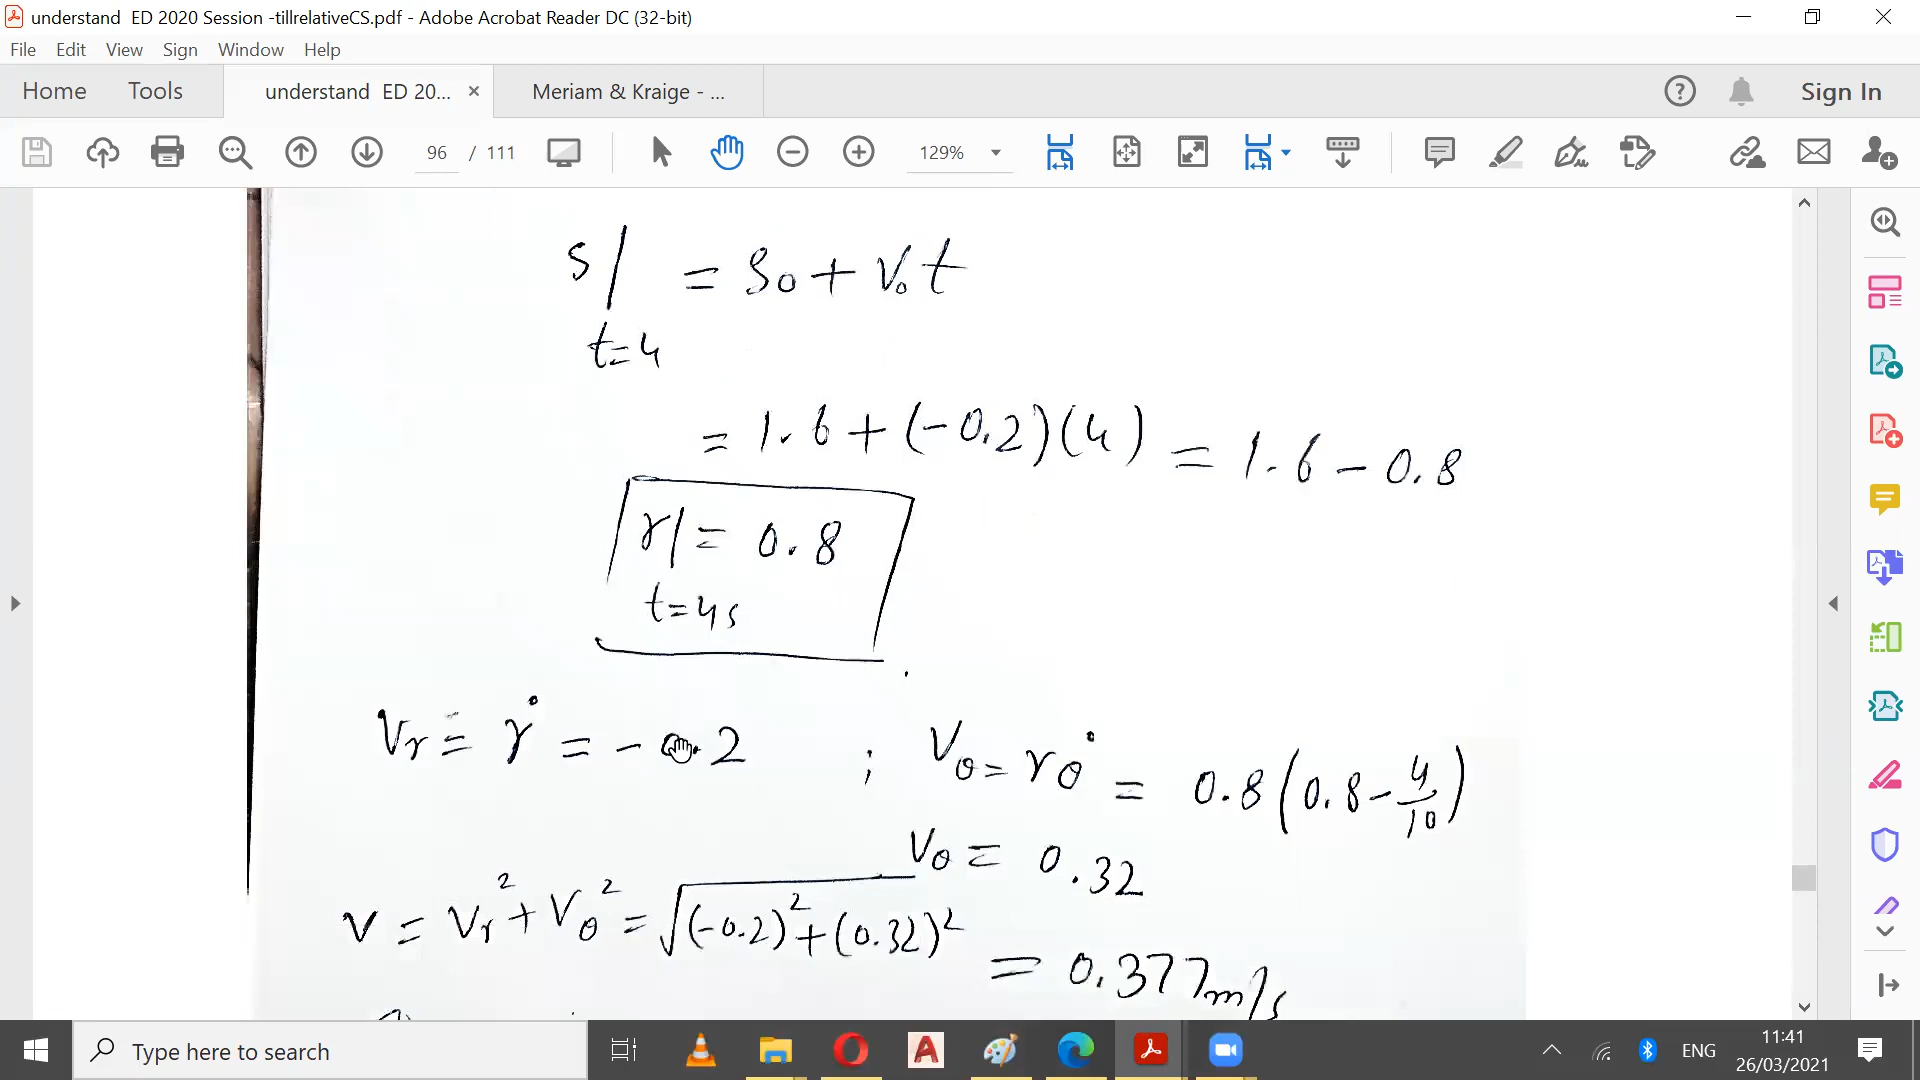 understand ED 2020 Session -tillrelativeCS.pdf - Adobe Acrobat Reader DC (32-bit)
File Edit View Sign Window Help
Home Tools understand ED 20... × Meriam & Kraige - ... Sign In
96 / 111 129%
s| = so + v.t
t=4
= 1.6 + (-0.2)(4) = 1.6 - 0.8
r| = 0.8
t=4s
Vr = ṙ = -0.2 ; Vθ = rθ̇ = 0.8(0.8 - 4/10)
Vθ = 0.32
V = Vr² + Vθ² = √(-0.2)² + (0.32)² = 0.377 m/s
Type here to search
ENG 11:41
26/03/2021